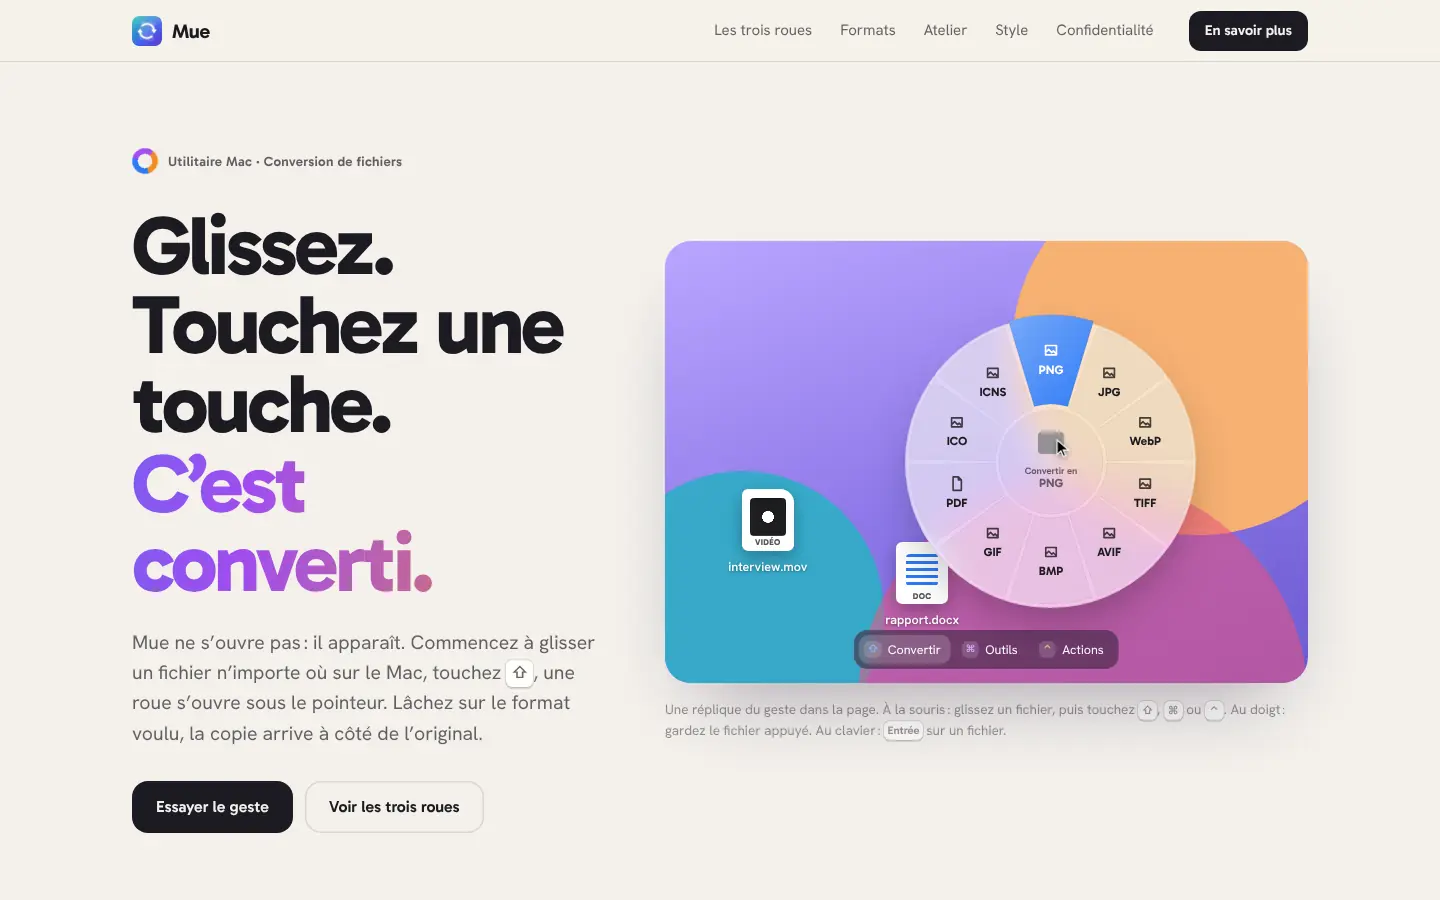 Mue
Les trois roues
Formats
Atelier
Style
Confidentialité
En savoir plus
Utilitaire Mac · Conversion de fichiers
Glissez.
Touchez une
touche.
C’est
converti.
Mue ne s’ouvre pas : il apparaît. Commencez à glisser
un fichier n’importe où sur le Mac, touchez ⇧, une
roue s’ouvre sous le pointeur. Lâchez sur le format
voulu, la copie arrive à côté de l’original.
Essayer le geste
Voir les trois roues
PNG
JPG
WebP
TIFF
AVIF
BMP
GIF
PDF
ICO
ICNS
Convertir en
PNG
VIDÉO
interview.mov
DOC
rapport.docx
⇧ Convertir
⌘ Outils
⌃ Actions
Une réplique du geste dans la page. À la souris : glissez un fichier, puis touchez ⇧, ⌘ ou ⌃. Au doigt :
gardez le fichier appuyé. Au clavier : Entrée sur un fichier.